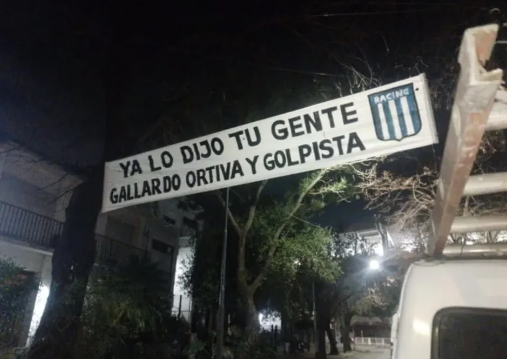 YA LO DIJO TU GENTE
GALLARDO ORTIVA Y GOLPISTA
RACING